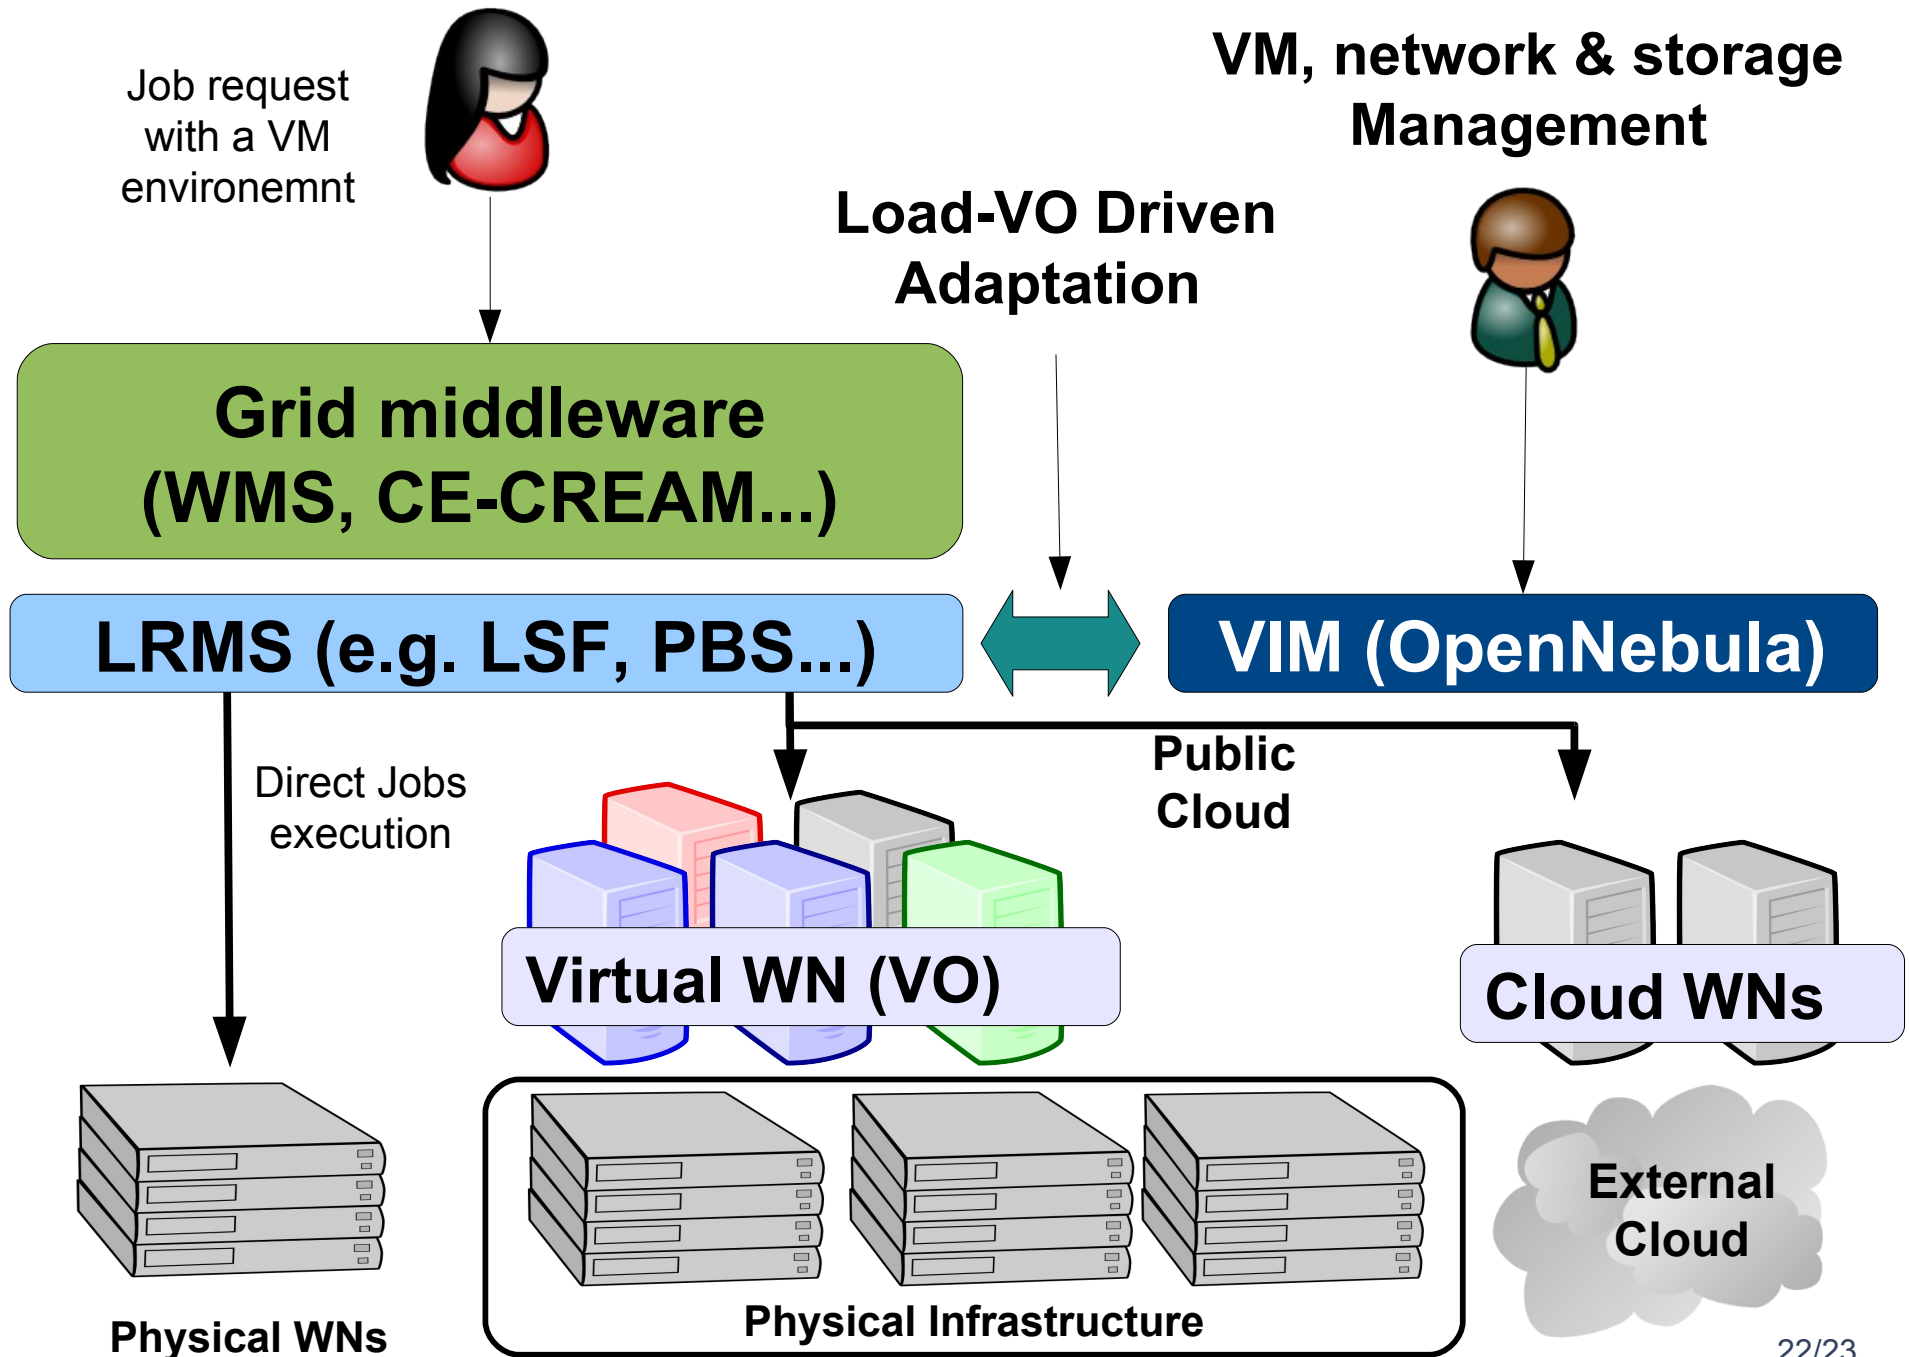 Job request
with a VM
environemnt
VM, network & storage
Management
Load-VO Driven
Adaptation
Grid middleware
(WMS, CE-CREAM...)
LRMS (e.g. LSF, PBS...)
VIM (OpenNebula)
Direct Jobs
execution
Public
Cloud
Virtual WN (VO)
Cloud WNs
External
Cloud
Physical Infrastructure
Physical WNs
22/23